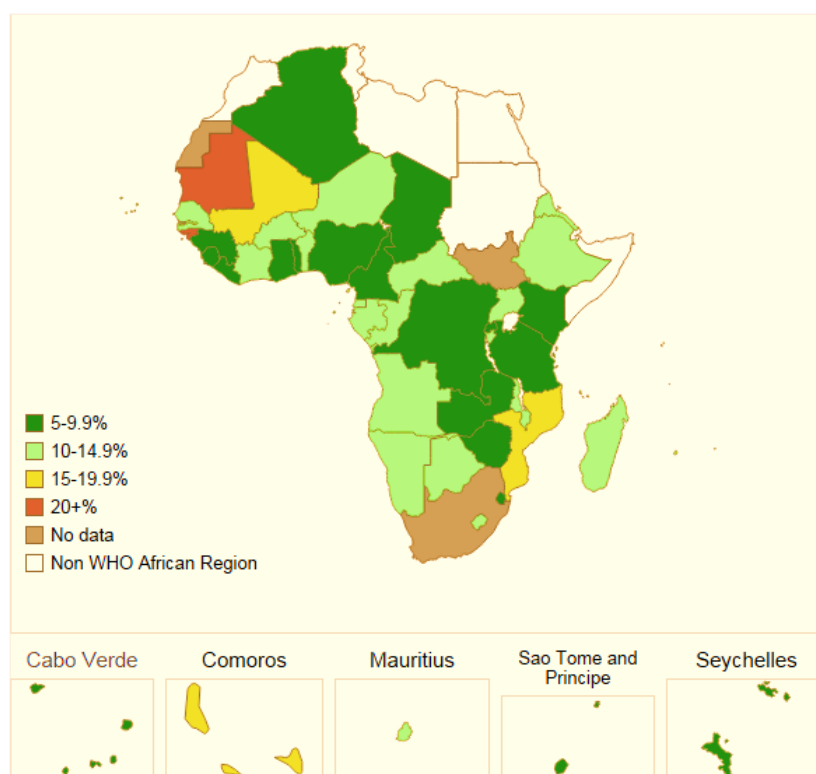 5-9.9%
10-14.9%
15-19.9%
20+%
No data
Non WHO African Region
Cabo Verde
Comoros
Mauritius
Sao Tome and
Principe
Seychelles